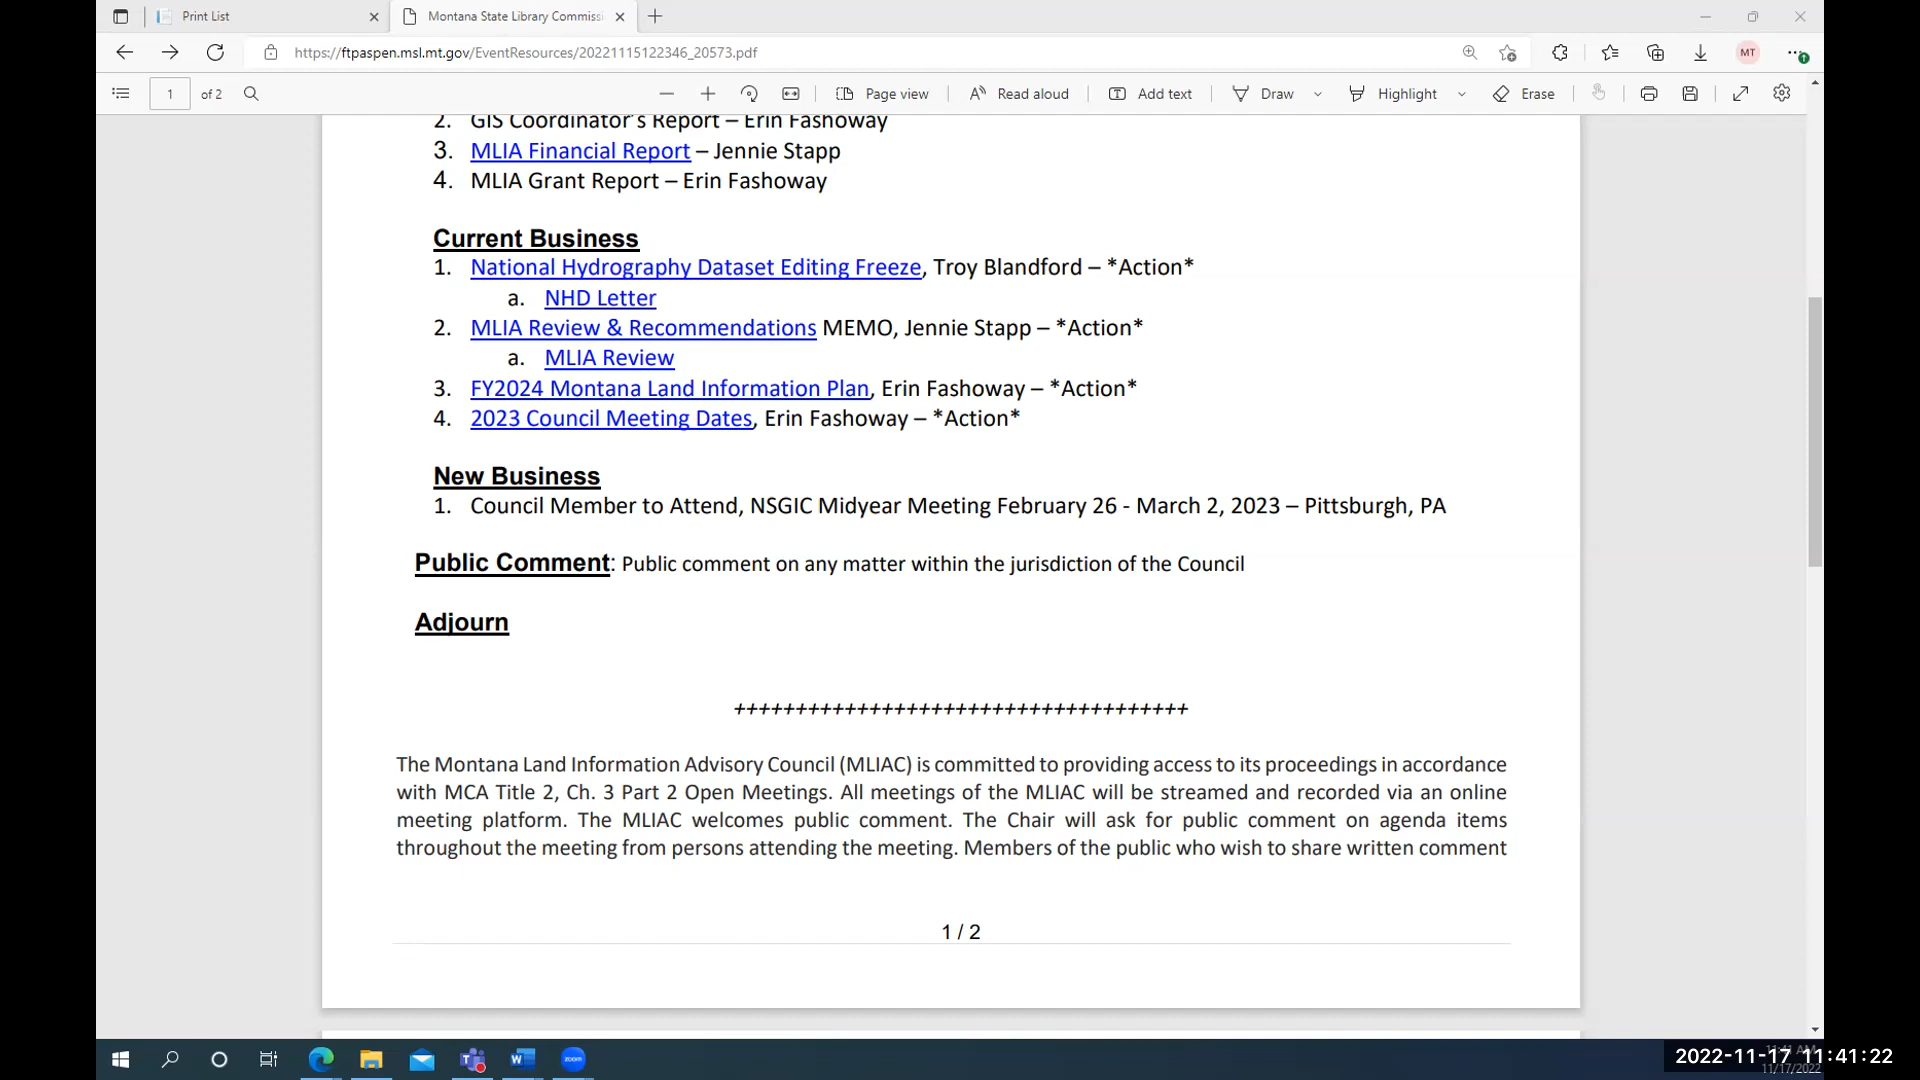 Print List
Montana State Library Commiss
https://ftpaspen.msl.mt.gov/EventResources/20221115122346_20573.pdf
MT
1 of 2
Page view
Read aloud
Add text
Draw
Highlight
Erase
2. GIS Coordinator's Report – Erin Fashoway
3. MLIA Financial Report – Jennie Stapp
4. MLIA Grant Report – Erin Fashoway
Current Business
1. National Hydrography Dataset Editing Freeze, Troy Blandford – *Action*
a. NHD Letter
2. MLIA Review & Recommendations MEMO, Jennie Stapp – *Action*
a. MLIA Review
3. FY2024 Montana Land Information Plan, Erin Fashoway – *Action*
4. 2023 Council Meeting Dates, Erin Fashoway – *Action*
New Business
1. Council Member to Attend, NSGIC Midyear Meeting February 26 - March 2, 2023 – Pittsburgh, PA
Public Comment: Public comment on any matter within the jurisdiction of the Council
Adjourn
+++++++++++++++++++++++++++++++++++++
The Montana Land Information Advisory Council (MLIAC) is committed to providing access to its proceedings in accordance
with MCA Title 2, Ch. 3 Part 2 Open Meetings. All meetings of the MLIAC will be streamed and recorded via an online
meeting platform. The MLIAC welcomes public comment. The Chair will ask for public comment on agenda items
throughout the meeting from persons attending the meeting. Members of the public who wish to share written comment
1 / 2
zoom
2022-11-17 11:41:22
11:41 AM
11/17/2022